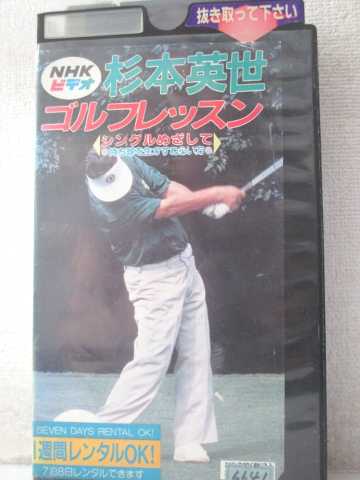 抜き取って下さい
NHK
ビデオ
杉本英世
ゴルフレッスン
シングルめざして
SEVEN DAYS RENTAL OK!
1週間レンタルOK!
7泊8日レンタルできます
6641